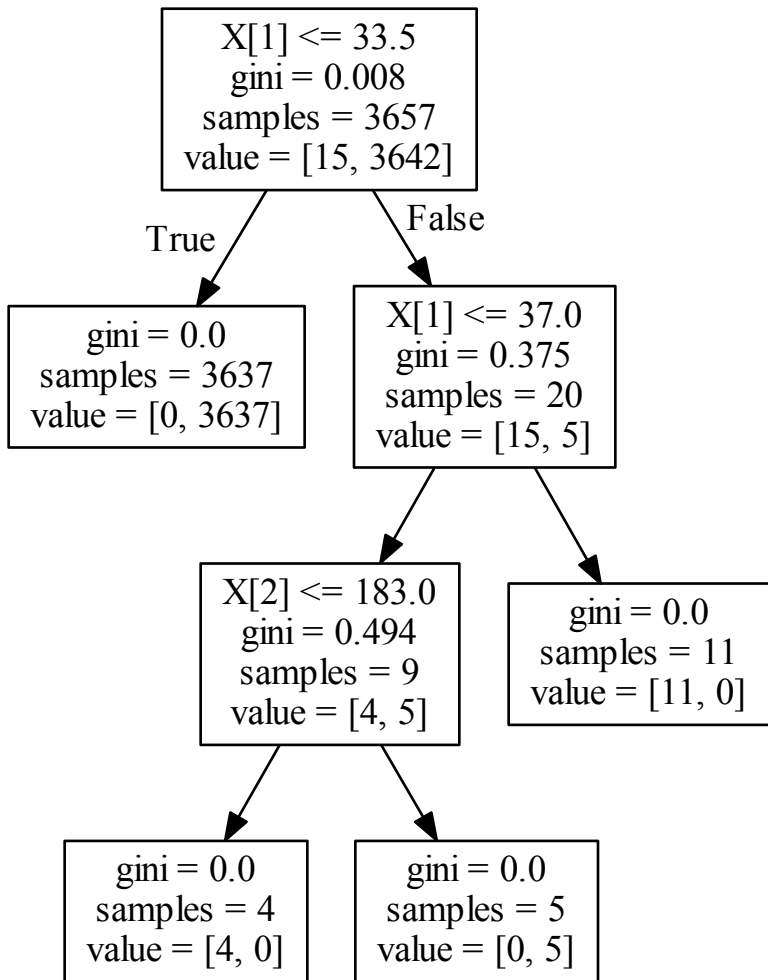 X[1] <= 33.5
gini = 0.008
samples = 3657
value = [15, 3642]
True
False
gini = 0.0
samples = 3637
value = [0, 3637]
X[1] <= 37.0
gini = 0.375
samples = 20
value = [15, 5]
X[2] <= 183.0
gini = 0.494
samples = 9
value = [4, 5]
gini = 0.0
samples = 11
value = [11, 0]
gini = 0.0
samples = 4
value = [4, 0]
gini = 0.0
samples = 5
value = [0, 5]